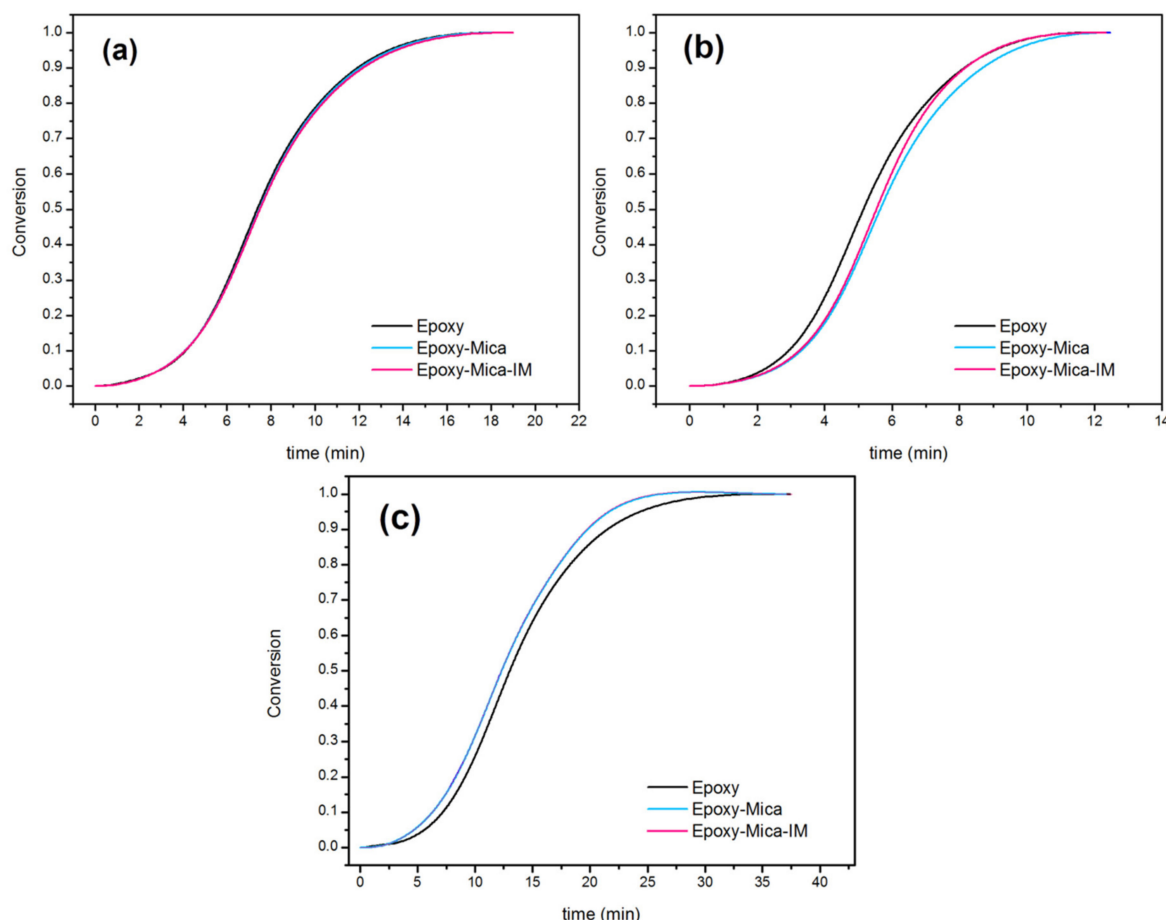 (a)
1.0
0.9
0.8
0.7
0.6
0.5
0.4
0.3
0.2
0.1
0.0
Conversion
Epoxy
Epoxy-Mica
Epoxy-Mica-IM
0 2 4 6 8 10 12 14 16 18 20 22
time (min)
(b)
1.0
0.9
0.8
0.7
0.6
0.5
0.4
0.3
0.2
0.1
0.0
Conversion
Epoxy
Epoxy-Mica
Epoxy-Mica-IM
0 2 4 6 8 10 12 14
time (min)
(c)
1.0
0.9
0.8
0.7
0.6
0.5
0.4
0.3
0.2
0.1
0.0
Conversion
Epoxy
Epoxy-Mica
Epoxy-Mica-IM
0 5 10 15 20 25 30 35 40
time (min)